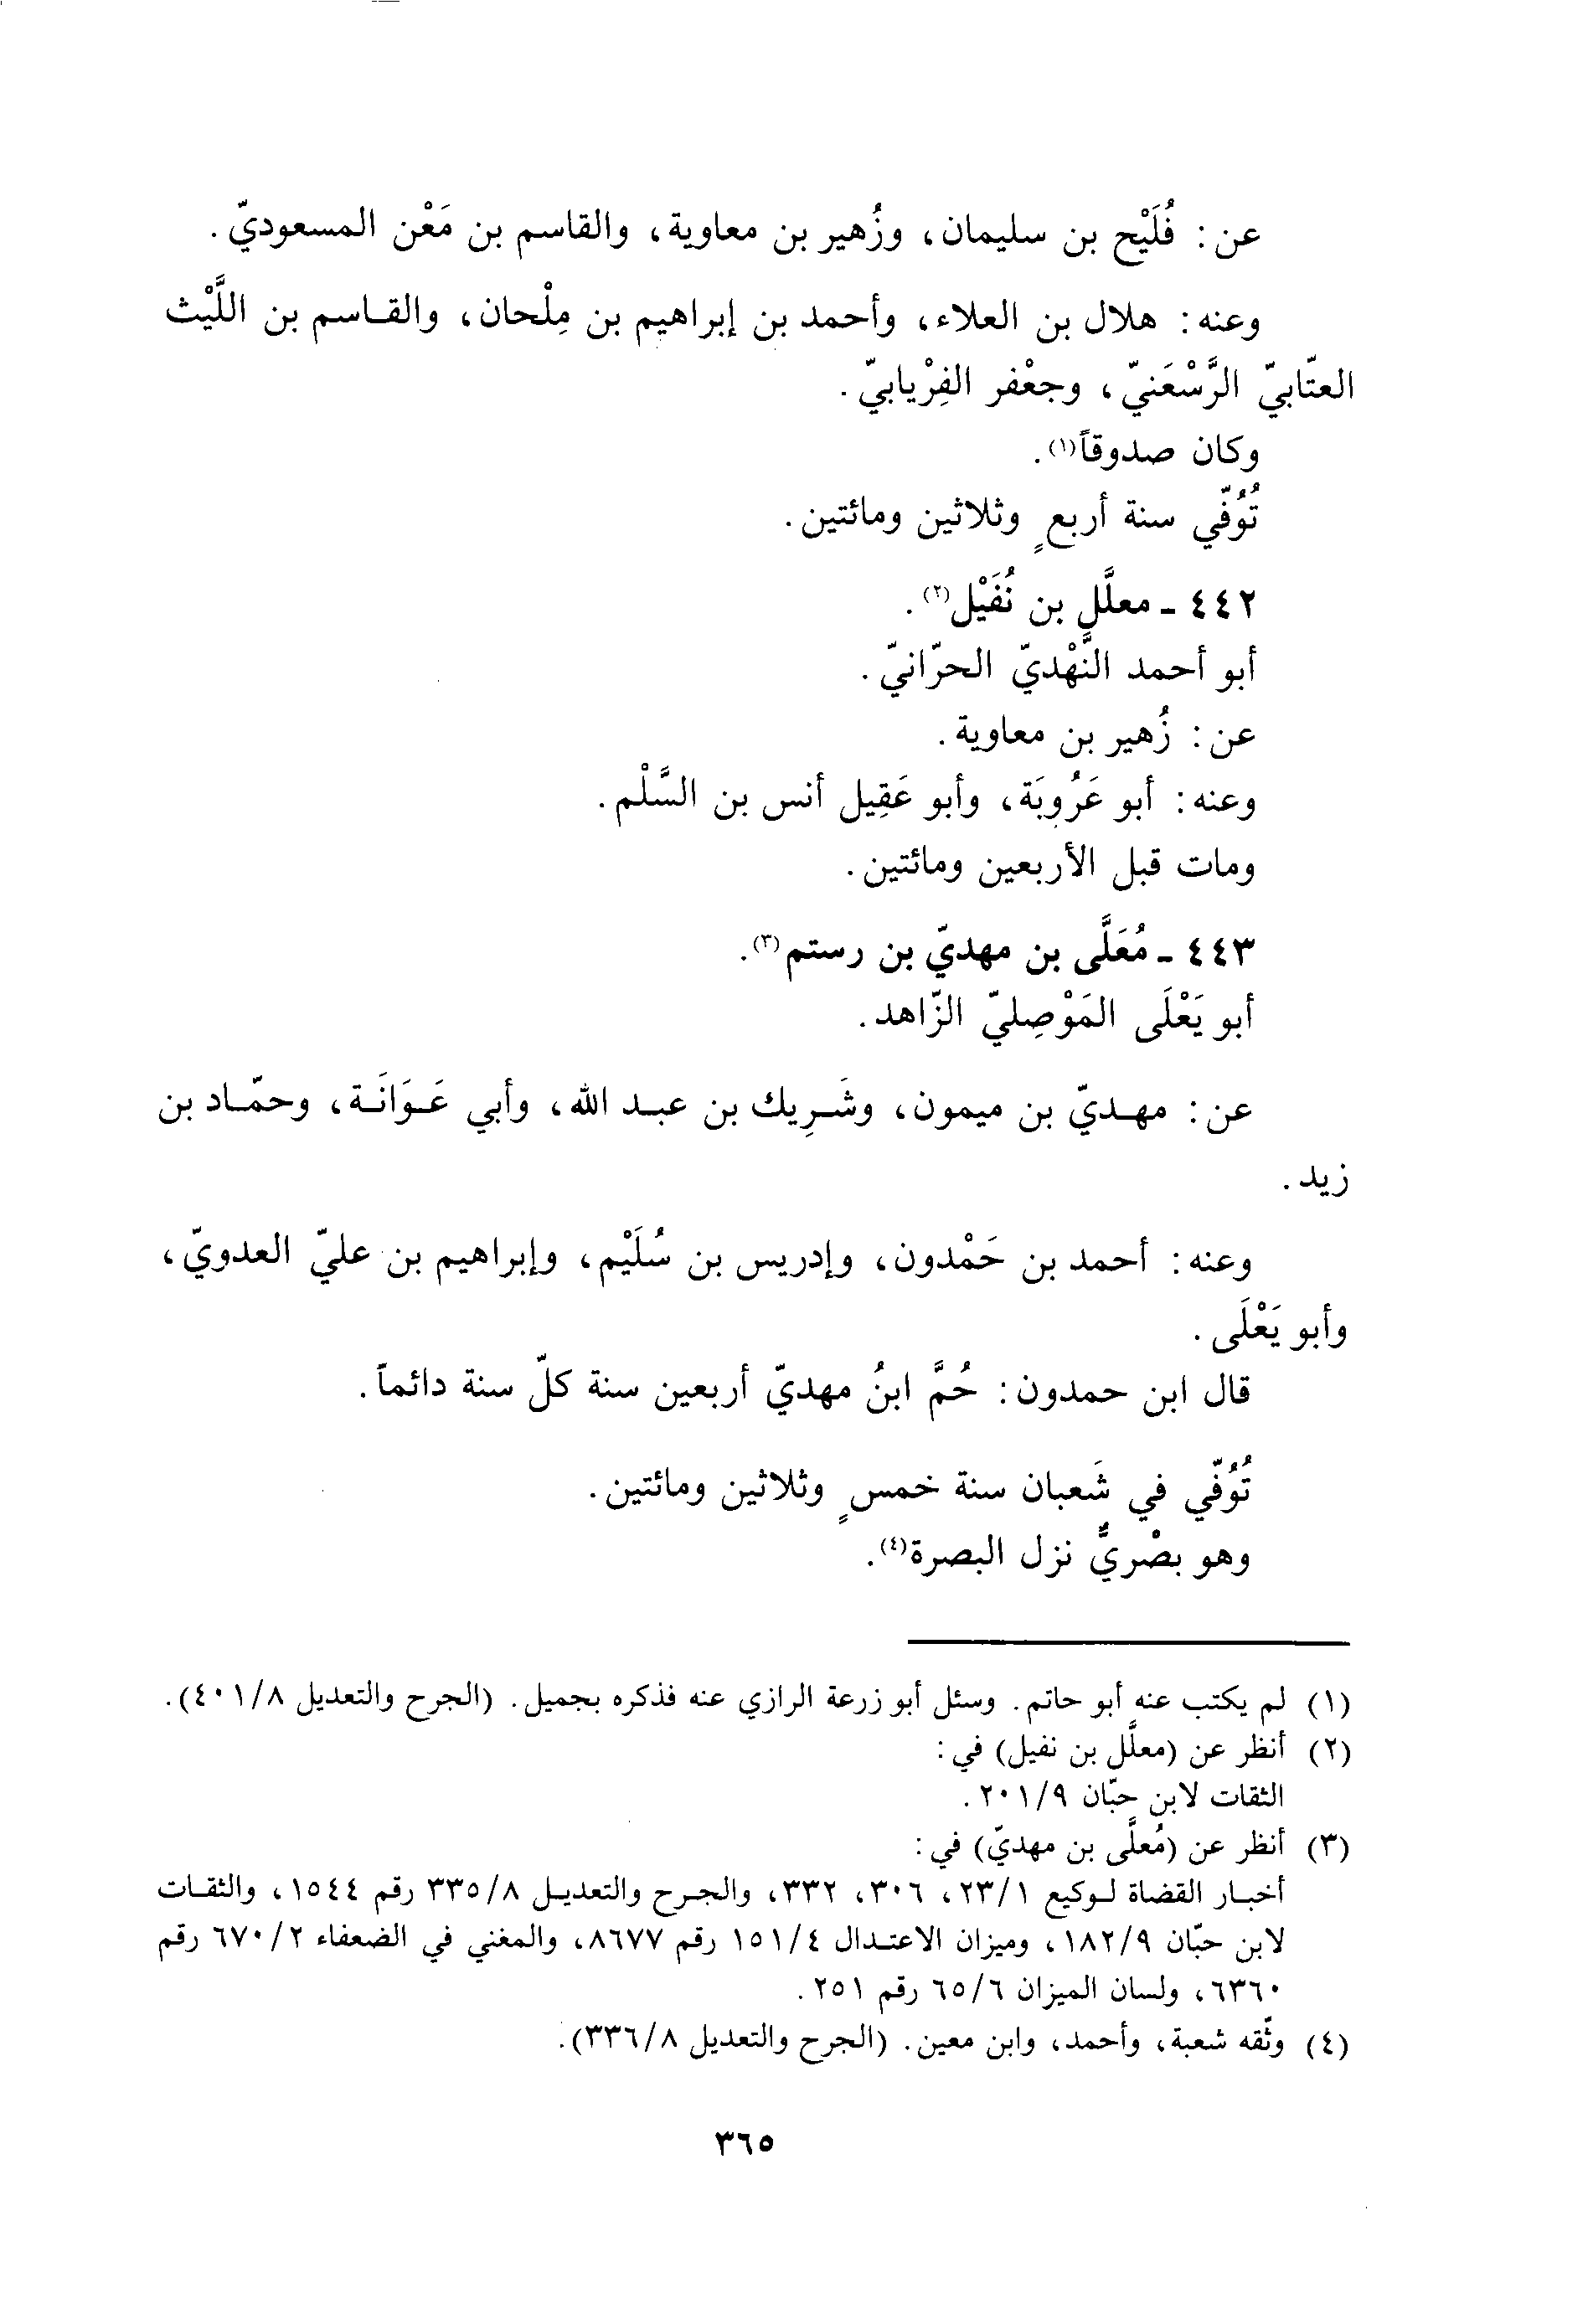 عن: فُلَيْح بن سليمان، وزُهير بن معاوية، والقاسم بن مَعْن المسعوديّ.
وعنه: هلال بن العلاء، وأحمد بن إبراهيم بن مِلْحان، والقاسم بن اللَّيْث
العتّابيّ الرَّسْعَنيّ، وجعْفر الفِرْيابيّ.
وكان صدوقاً(١).
تُوُفّي سنة أربعٍ وثلاثين ومائتين.
٤٤٢ - معلَّل بن نُفَيْل(٢).
أبو أحمد النَّهْديّ الحرّانيّ.
عن: زُهير بن معاوية.
وعنه: أبو عَرُوبَة، وأبو عَقِيل أنس بن السَّلْم.
ومات قبل الأربعين ومائتين.
٤٤٣ - مُعَلَّى بن مهديّ بن رستم(٣).
أبو يَعْلَى المَوْصِليّ الزّاهد.
عن: مهديّ بن ميمون، وشَرِيك بن عبد الله، وأبي عَوَانَة، وحمّاد بن
زيد.
وعنه: أحمد بن حَمْدون، وإدريس بن سُلَيْم، وإبراهيم بن عليّ العدويّ،
وأبو يَعْلَى.
قال ابن حمدون: حُمَّ ابنُ مهديّ أربعين سنة كلّ سنة دائماً.
تُوُفّي في شَعبان سنة خمسٍ وثلاثين ومائتين.
وهو بصْريٌّ نزل البصرة(٤).
(١) لم يكتب عنه أبو حاتم. وسئل أبو زرعة الرازي عنه فذكره بجميل. (الجرح والتعديل ٤٠١/٨).
(٢) أنظر عن (معلَّل بن نفيل) في:
الثقات لابن حبّان ٢٠١/٩.
(٣) أنظر عن (مُعلَّى بن مهديّ) في:
أخبار القضاة لوكيع ٢٣/١، ٣٠٦، ٣٣٢، والجرح والتعديل ٣٣٥/٨ رقم ١٥٤٤، والثقات
لابن حبّان ١٨٢/٩، وميزان الاعتدال ١٥١/٤ رقم ٨٦٧٧، والمغني في الضعفاء ٦٧٠/٢ رقم
٦٣٦٠، ولسان الميزان ٦٥/٦ رقم ٢٥١.
(٤) وثّقه شعبة، وأحمد، وابن معين. (الجرح والتعديل ٣٣٦/٨).
٣٦٥